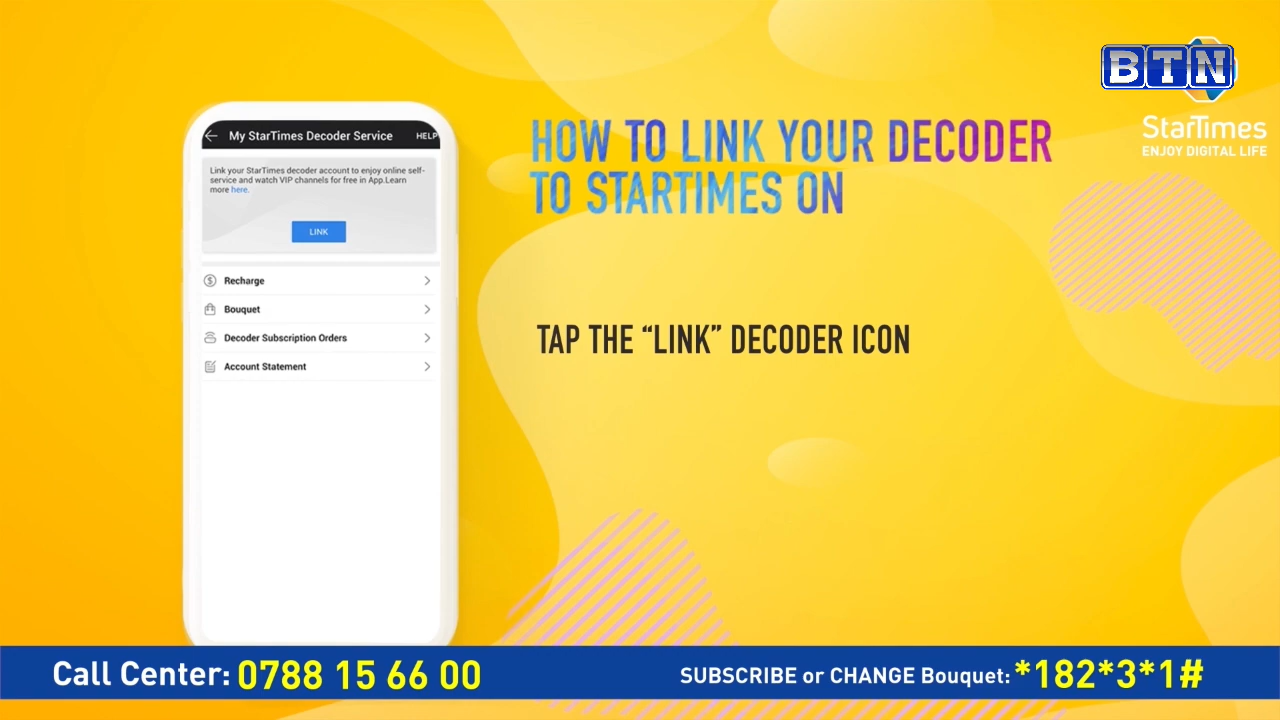 BTN
StarTimes
ENJOY DIGITAL LIFE
HOW TO LINK YOUR DECODER
TO STARTIMES ON
My StarTimes Decoder Service
HELP
Link your StarTimes decoder account to enjoy online self-
service and watch VIP channels for free in App.Learn
more here.
LINK
Recharge
Bouquet
Decoder Subscription Orders
Account Statement
TAP THE “LINK” DECODER ICON
Call Center: 0788 15 66 00
SUBSCRIBE or CHANGE Bouquet: *182*3*1#